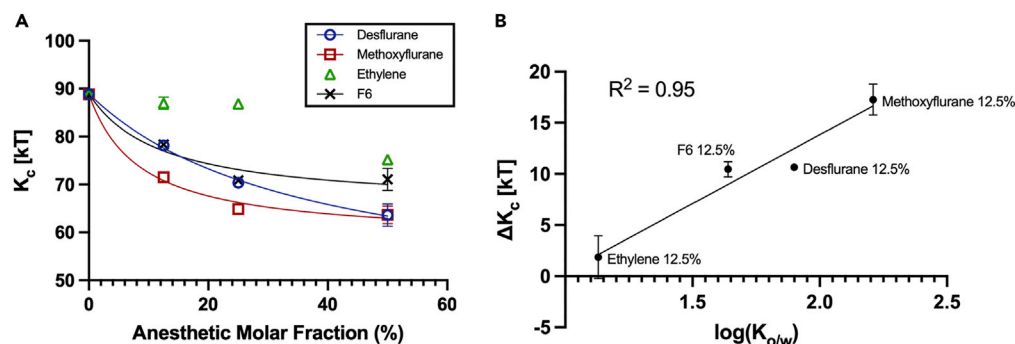 A
100
90
80
70
60
50
K_c [kT]
0
20
40
60
Anesthetic Molar Fraction (%)
Desflurane
Methoxyflurane
Ethylene
F6
B
20
15
10
5
0
-5
ΔK_c [kT]
R² = 0.95
Methoxyflurane 12.5%
F6 12.5%
Desflurane 12.5%
Ethylene 12.5%
1.5
2.0
2.5
log(K_o/w)